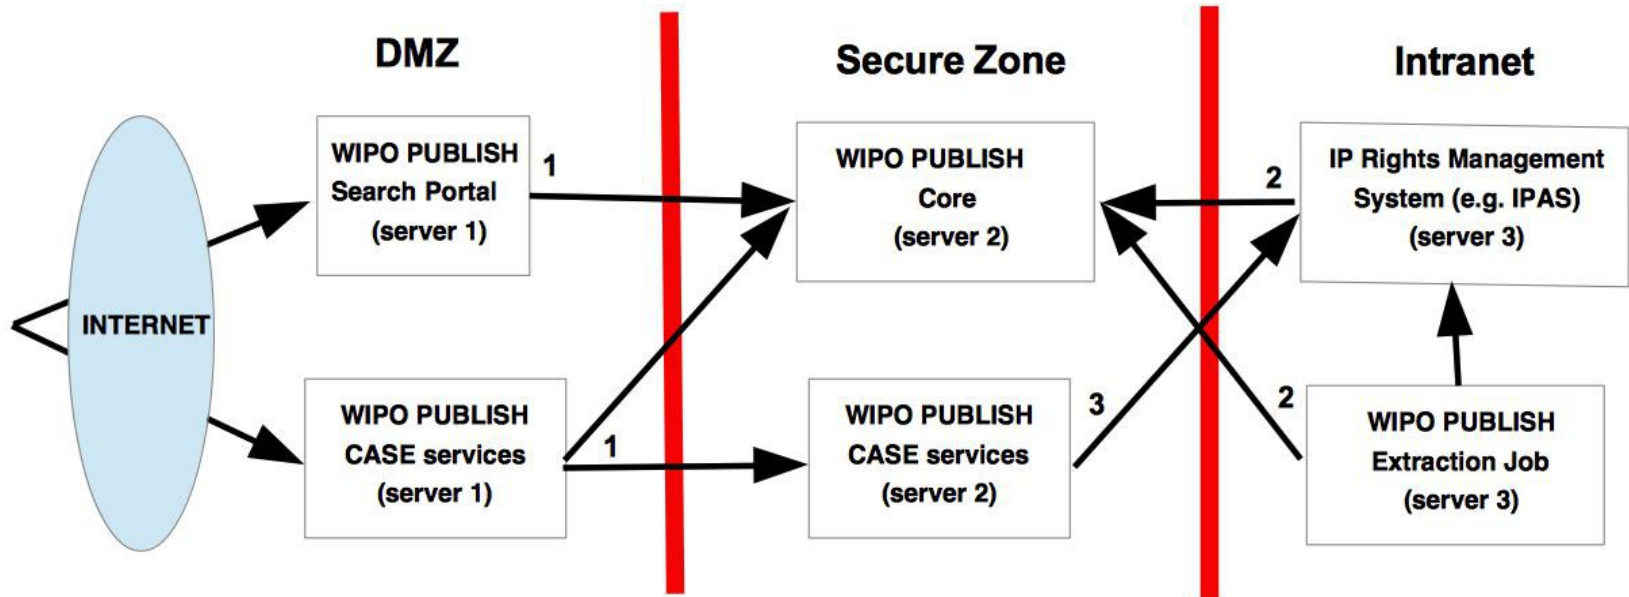 DMZ
Secure Zone
Intranet
INTERNET
WIPO PUBLISH
Search Portal
(server 1)
1
WIPO PUBLISH
Core
(server 2)
2
IP Rights Management
System (e.g. IPAS)
(server 3)
WIPO PUBLISH
CASE services
(server 1)
1
WIPO PUBLISH
CASE services
(server 2)
3
2
WIPO PUBLISH
Extraction Job
(server 3)